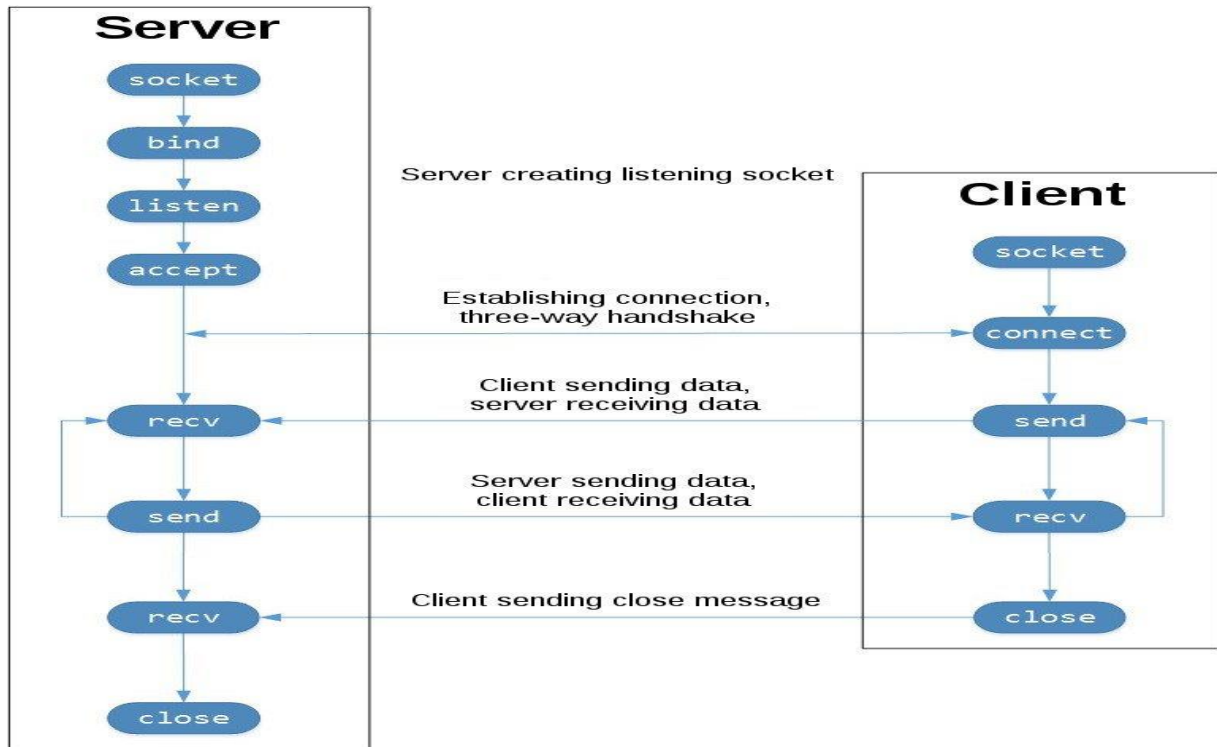 Server
socket
bind
listen
accept
recv
send
recv
close
Server creating listening socket
Establishing connection,
three-way handshake
Client sending data,
server receiving data
Server sending data,
client receiving data
Client sending close message
Client
socket
connect
send
recv
close